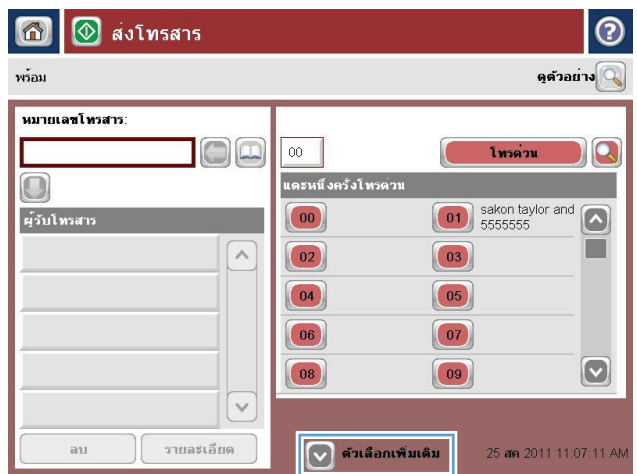 ส่งโทรสาร
พร้อม
ดูตัวอย่าง
หมายเลขโทรสาร:
00
โทรด่วน
แตะหนึ่งครั้งโทรด่วน
ผู้รับโทรสาร
00
01 sakon taylor and
5555555
02
03
04
05
06
07
08
09
ลบ
รายละเอียด
ตัวเลือกเพิ่มเติม
25 สค 2011 11:07:11 AM